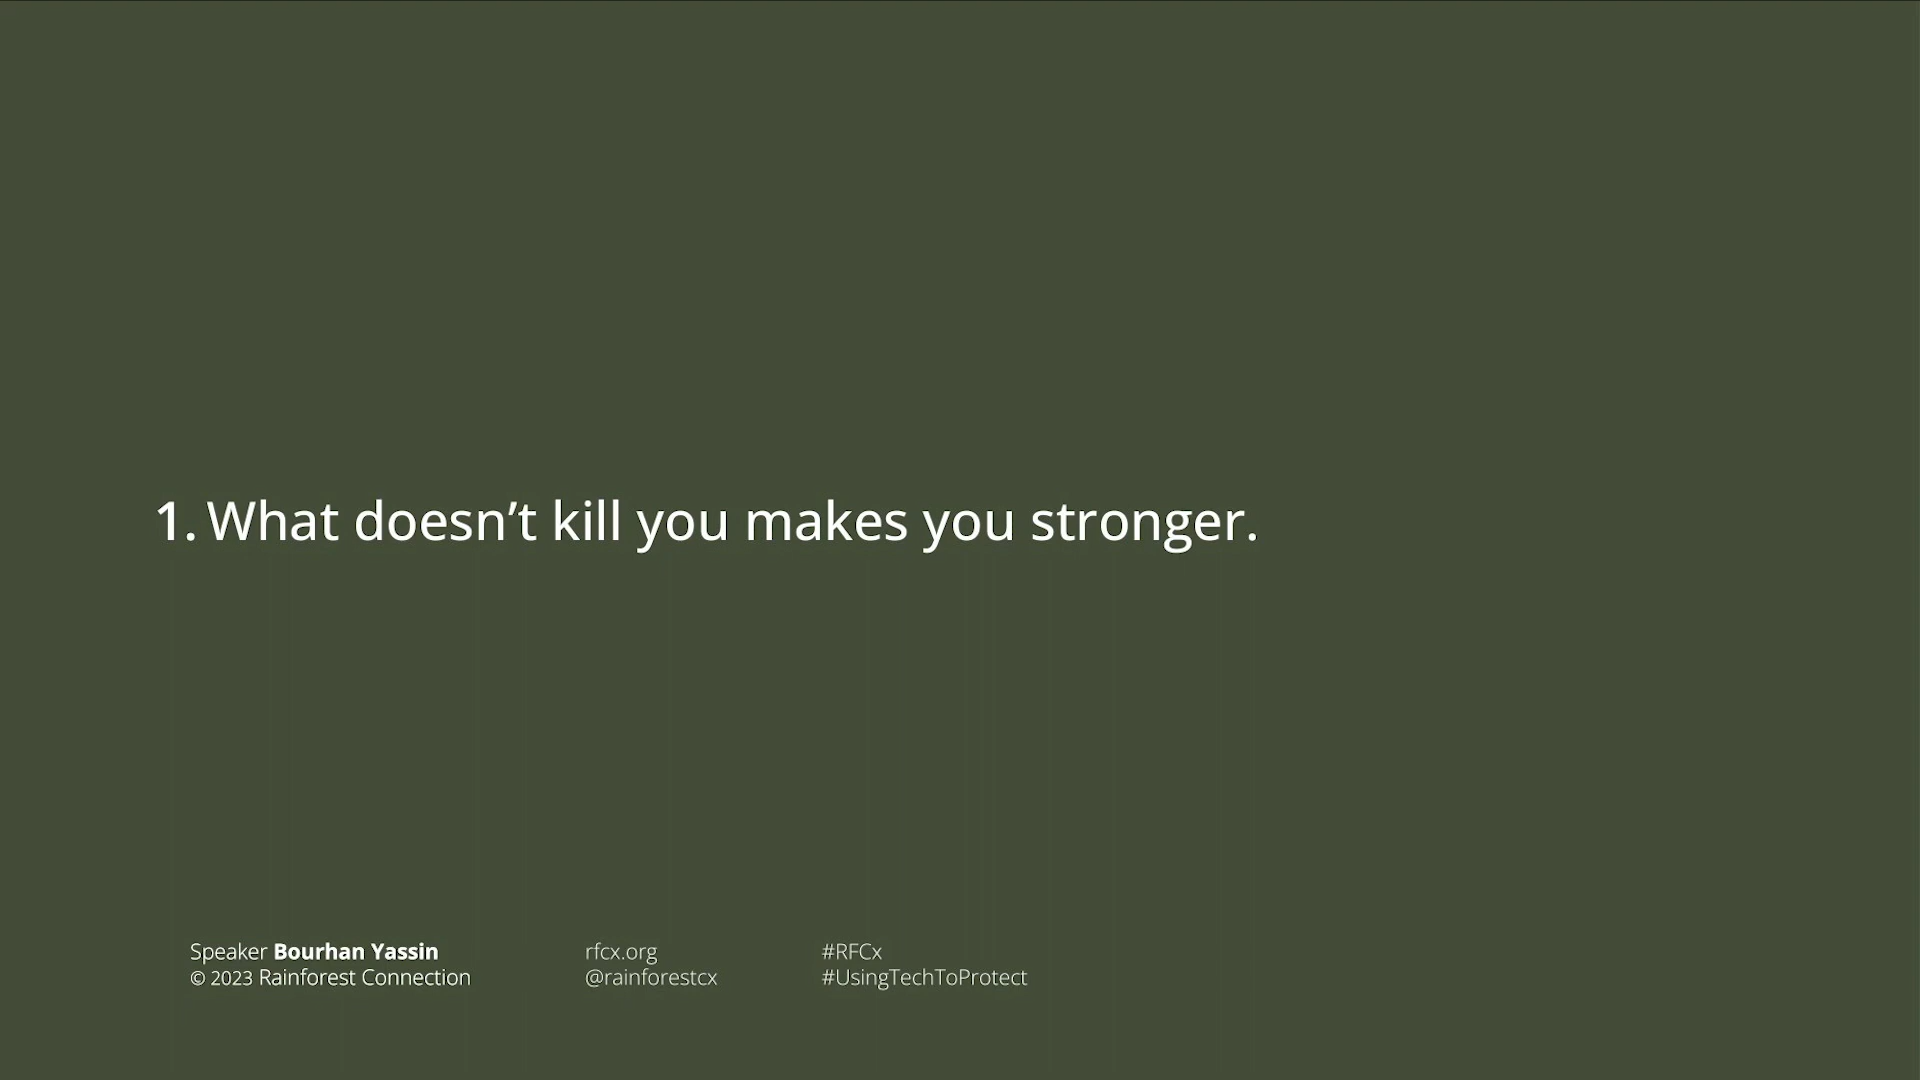 1. What doesn’t kill you makes you stronger.
Speaker Bourhan Yassin
© 2023 Rainforest Connection
rfcx.org
@rainforestcx
#RFCx
#UsingTechToProtect